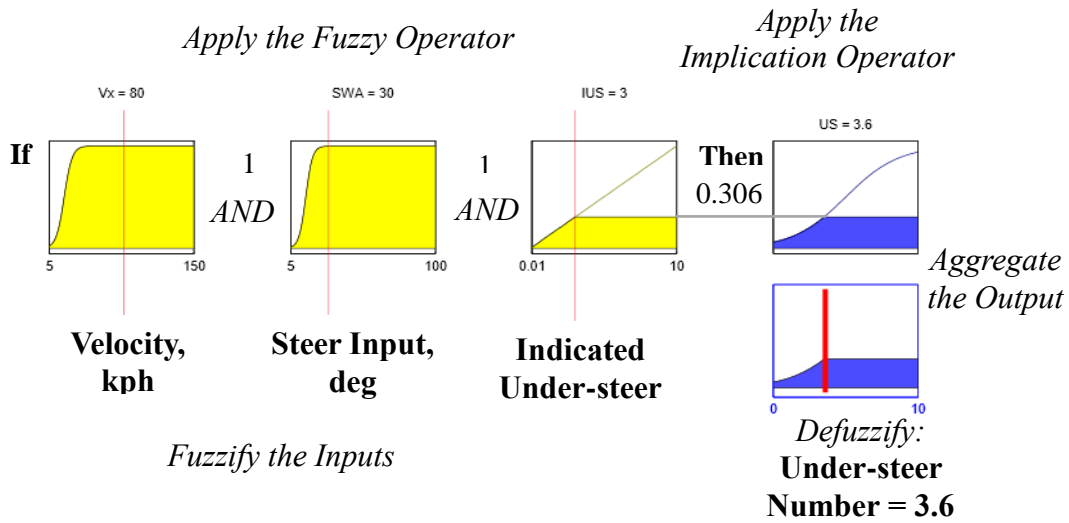 Apply the Fuzzy Operator
Apply the
Implication Operator
Vx = 80
SWA = 30
IUS = 3
US = 3.6
If
1
AND
1
AND
Then
0.306
5
150
5
100
0.01
10
Aggregate
the Output
Velocity,
kph
Steer Input,
deg
Indicated
Under-steer
0
10
Fuzzify the Inputs
Defuzzify:
Under-steer
Number = 3.6